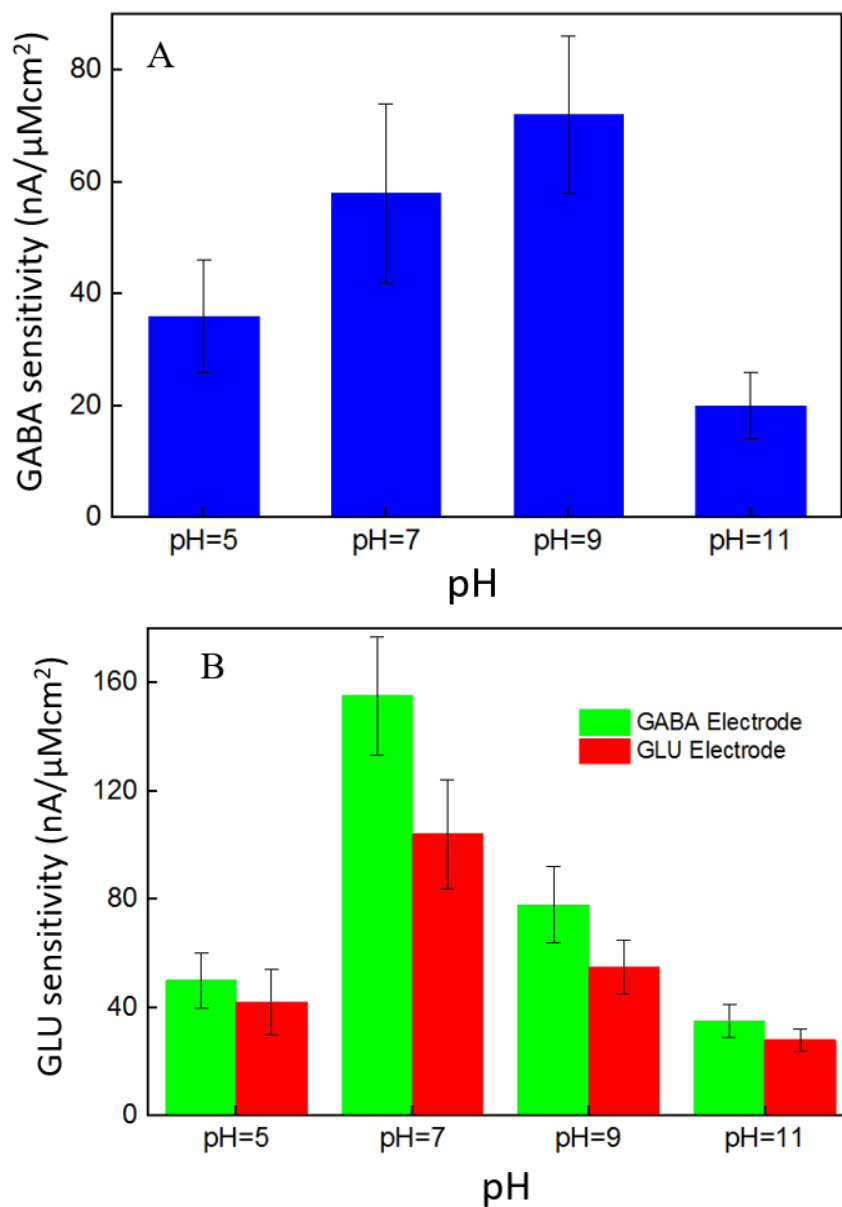 A
GABA sensitivity (nA/µMcm²)
80
60
40
20
0
pH=5 pH=7 pH=9 pH=11
pH
B
GLU sensitivity (nA/µMcm²)
160
120
80
40
0
GABA Electrode
GLU Electrode
pH=5 pH=7 pH=9 pH=11
pH